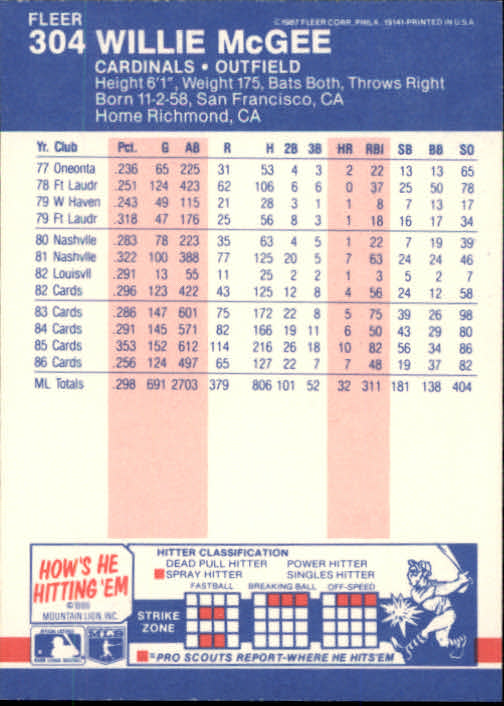 FLEER
304 WILLIE McGEE
©1987 FLEER CORP., PHILA. 19141-PRINTED IN U.S.A.
CARDINALS • OUTFIELD
Height 6'1", Weight 175, Bats Both, Throws Right
Born 11-2-58, San Francisco, CA
Home Richmond, CA
Yr. Club Pct. G AB R H 2B 3B HR RBI SB BB SO
77 Oneonta .236 65 225 31 53 4 3 2 22 13 13 65
78 Ft Laudr .251 124 423 62 106 6 6 0 37 25 50 78
79 W Haven .243 49 115 21 28 3 1 1 8 7 13 17
79 Ft Laudr .318 47 176 25 56 8 3 1 18 16 17 34
80 Nashvlle .283 78 223 35 63 4 5 1 22 7 19 39
81 Nashvlle .322 100 388 77 125 20 5 7 63 24 24 46
82 Louisvll .291 13 55 11 25 2 2 1 3 5 2 7
82 Cards .296 123 422 43 125 12 8 4 56 24 12 58
83 Cards .286 147 601 75 172 22 8 5 75 39 26 98
84 Cards .291 145 571 82 166 19 11 6 50 43 29 80
85 Cards .353 152 612 114 216 26 18 10 82 56 34 86
86 Cards .256 124 497 65 127 22 7 7 48 19 37 82
ML Totals .298 691 2703 379 806 101 52 32 311 181 138 404
HOW'S HE
HITTING 'EM
©1986
MOUNTAIN LION, INC.
HITTER CLASSIFICATION
DEAD PULL HITTER POWER HITTER
SPRAY HITTER SINGLES HITTER
FASTBALL BREAKING BALL OFF-SPEED
STRIKE
ZONE
=PRO SCOUTS REPORT-WHERE HE HITS'EM